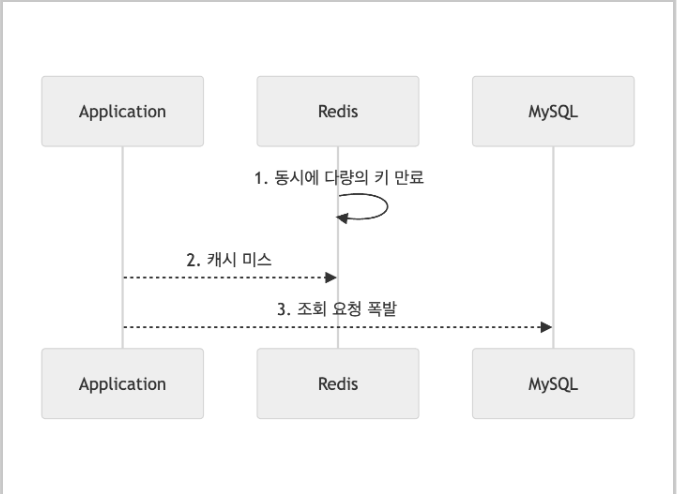 Application
Redis
MySQL
1. 동시에 다량의 키 만료
2. 캐시 미스
3. 조회 요청 폭발
Application
Redis
MySQL